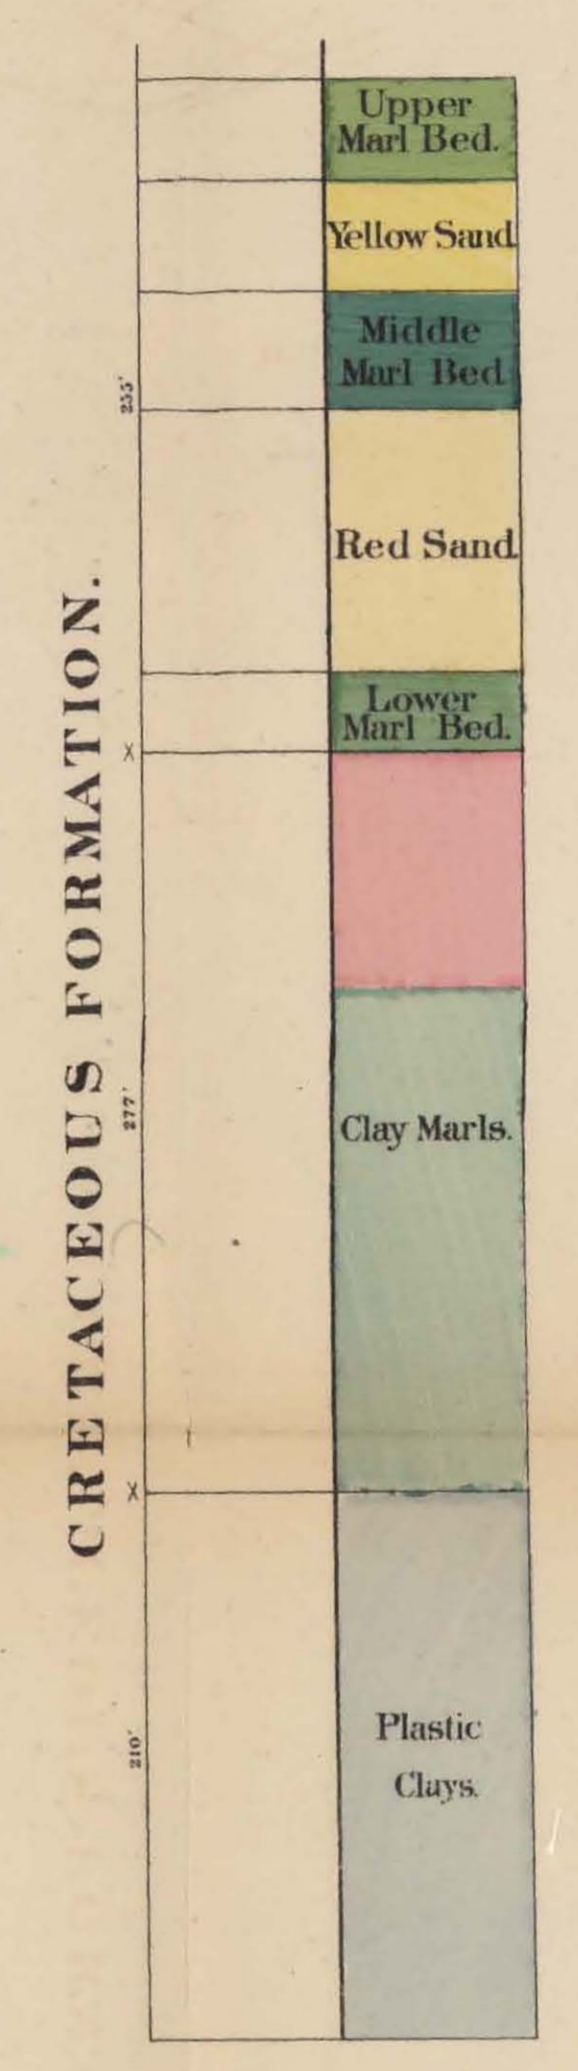 CRETACEOUS FORMATION.
Upper
Marl Bed.
Yellow Sand
Middle
Marl Bed
255'
Red Sand
Lower
Marl Bed.
X
277'
Clay Marls.
X
210'
Plastic
Clays.